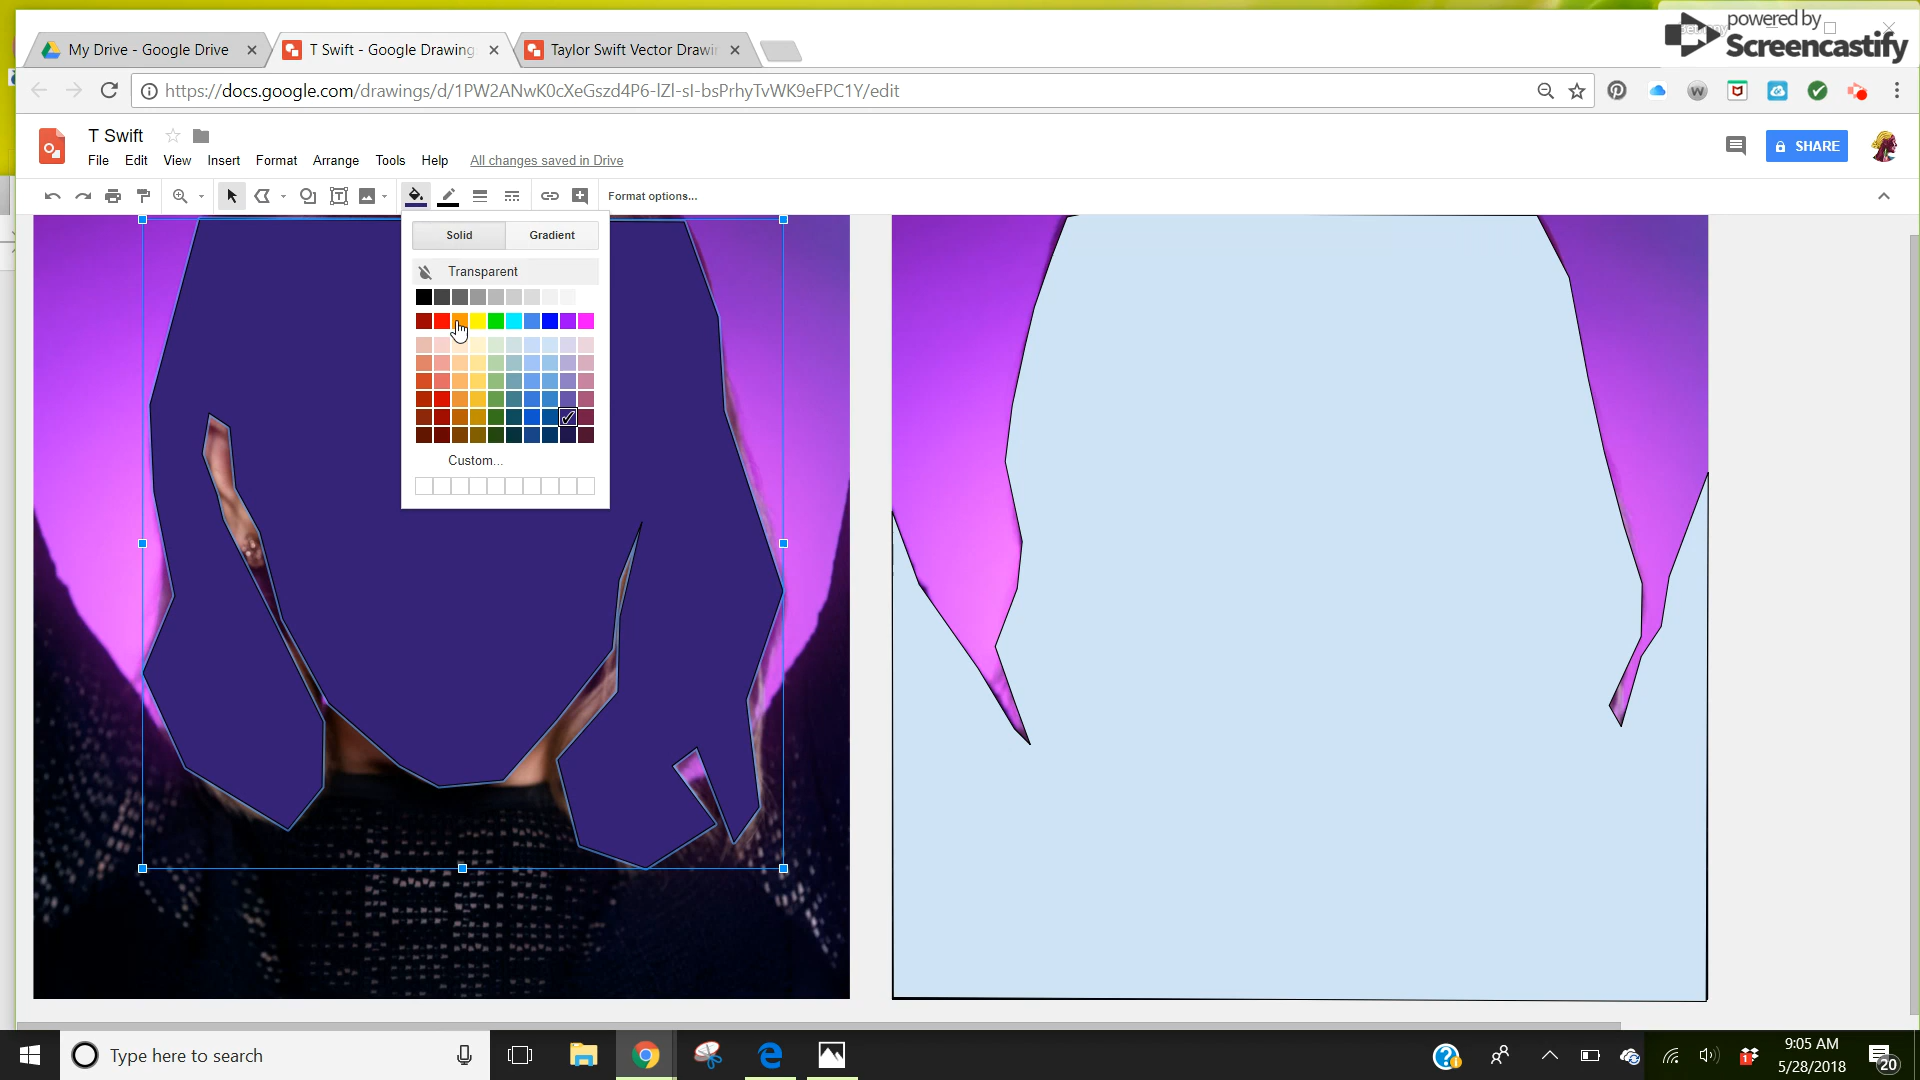 powered by
Screencastify
My Drive - Google Drive
T Swift - Google Drawing
Taylor Swift Vector Drawin
https://docs.google.com/drawings/d/1PW2ANwK0cXeGszd4P6-lZl-sI-bsPrhyTvWK9eFPC1Y/edit
T Swift
File Edit View Insert Format Arrange Tools Help All changes saved in Drive
SHARE
Format options...
Solid Gradient
Transparent
Custom...
Type here to search
9:05 AM
5/28/2018
20